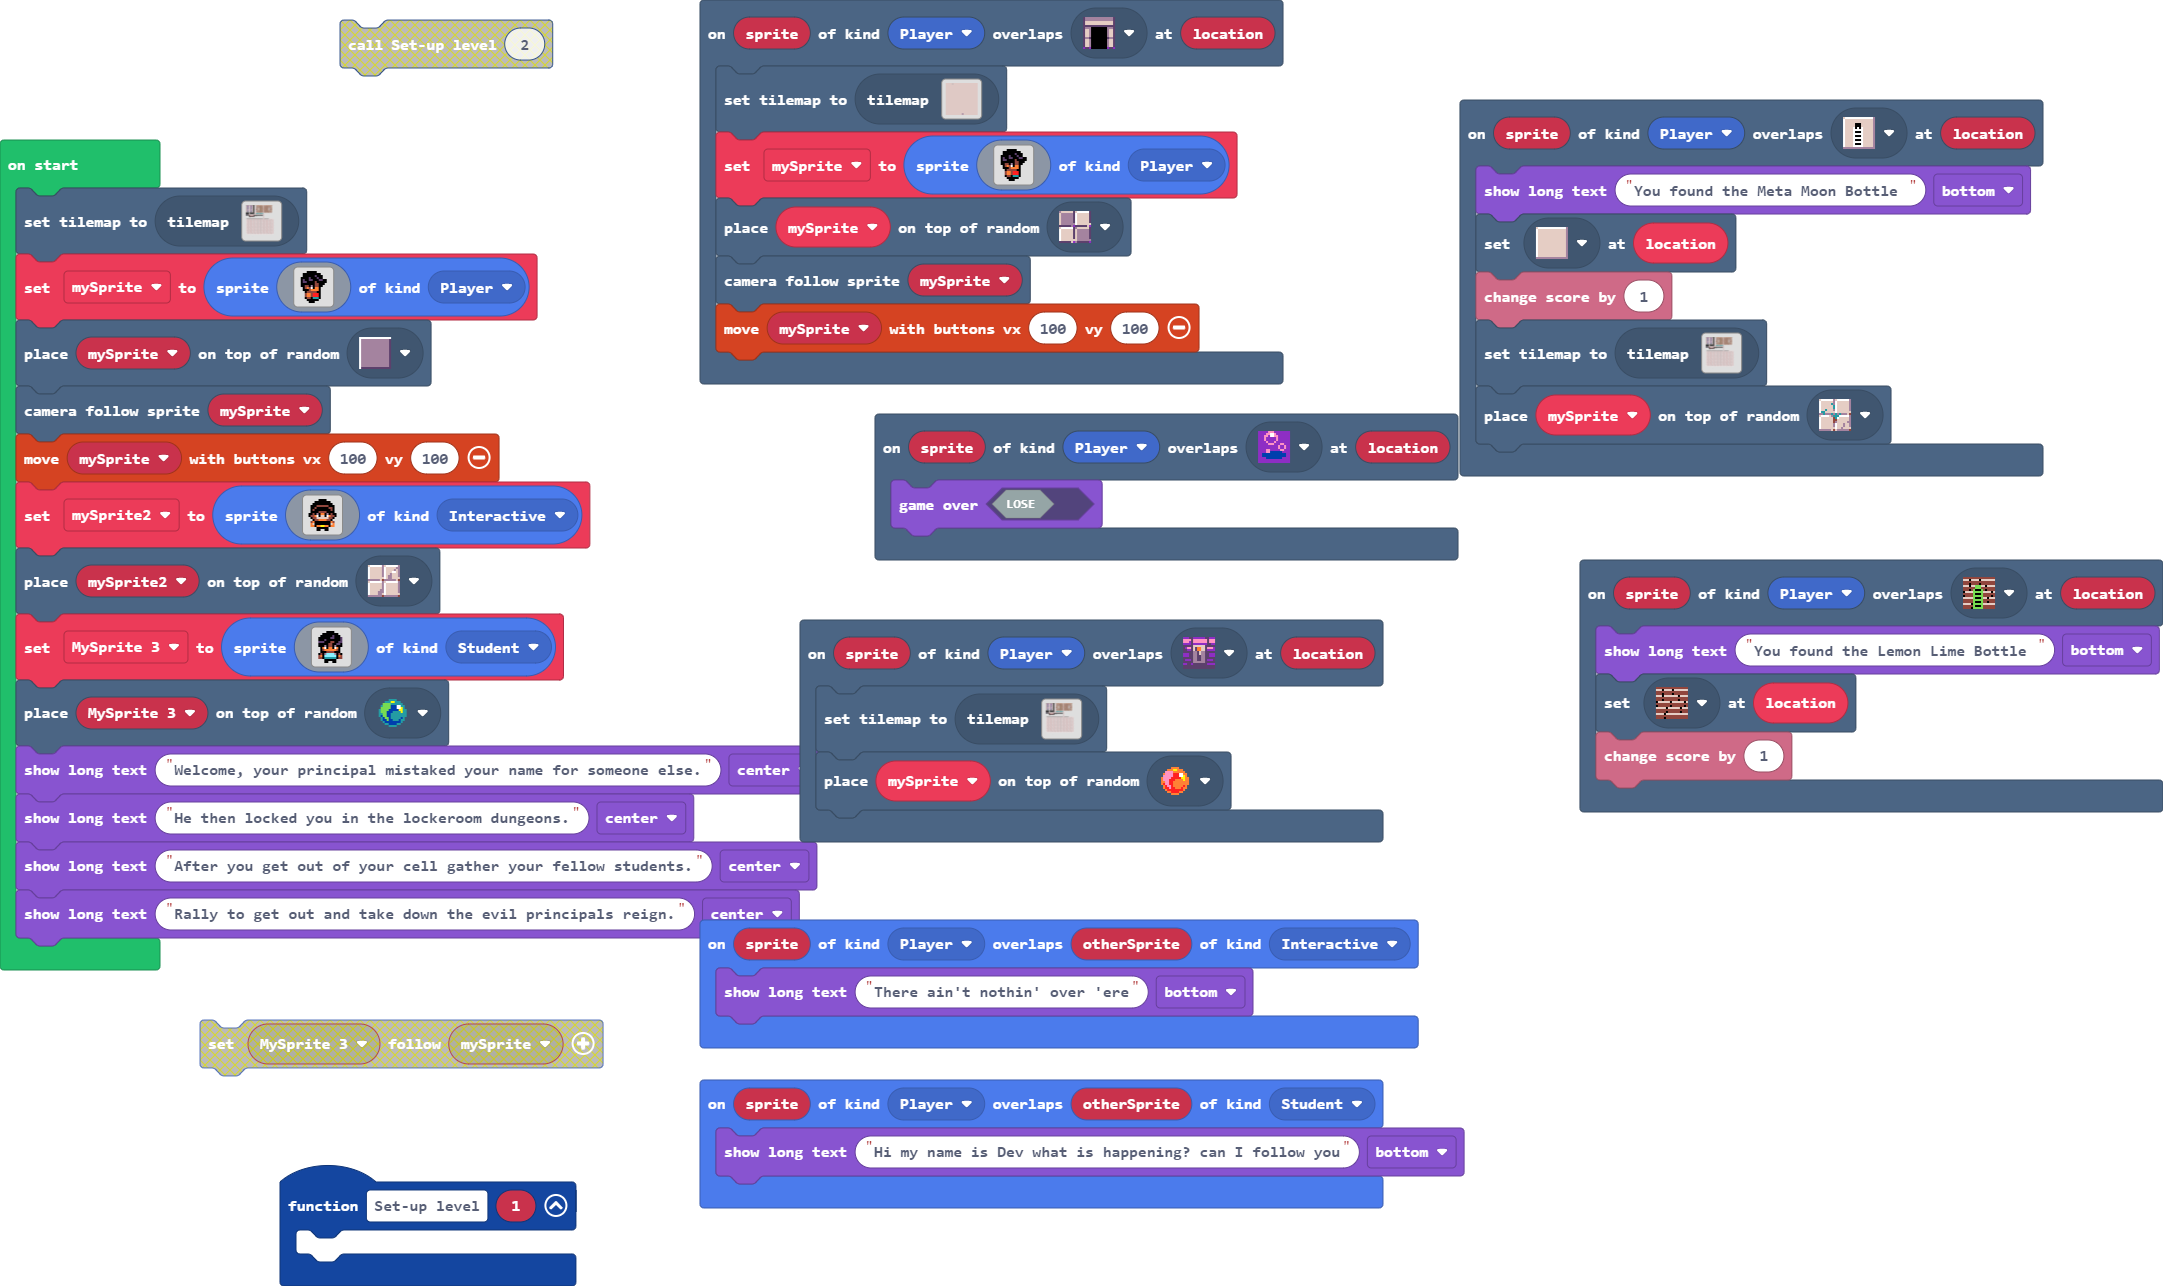 call Set-up level 2
on start
set tilemap to tilemap
set mySprite to sprite of kind Player
place mySprite on top of random
camera follow sprite mySprite
move mySprite with buttons vx 100 vy 100
set mySprite2 to sprite of kind Interactive
place mySprite2 on top of random
set MySprite 3 to sprite of kind Student
place MySprite 3 on top of random
show long text "Welcome, your principal mistaked your name for someone else." center
show long text "He then locked you in the lockeroom dungeons." center
show long text "After you get out of your cell gather your fellow students." center
show long text "Rally to get out and take down the evil principals reign." center
set MySprite 3 follow mySprite
function Set-up level 1
on sprite of kind Player overlaps at location
set tilemap to tilemap
set mySprite to sprite of kind Player
place mySprite on top of random
camera follow sprite mySprite
move mySprite with buttons vx 100 vy 100
on sprite of kind Player overlaps at location
game over LOSE
on sprite of kind Player overlaps at location
set tilemap to tilemap
place mySprite on top of random
on sprite of kind Player overlaps otherSprite of kind Interactive
show long text "There ain't nothin' over 'ere" bottom
on sprite of kind Player overlaps otherSprite of kind Student
show long text "Hi my name is Dev what is happening? can I follow you" bottom
on sprite of kind Player overlaps at location
show long text "You found the Meta Moon Bottle " bottom
set at location
change score by 1
set tilemap to tilemap
place mySprite on top of random
on sprite of kind Player overlaps at location
show long text "You found the Lemon Lime Bottle " bottom
set at location
change score by 1